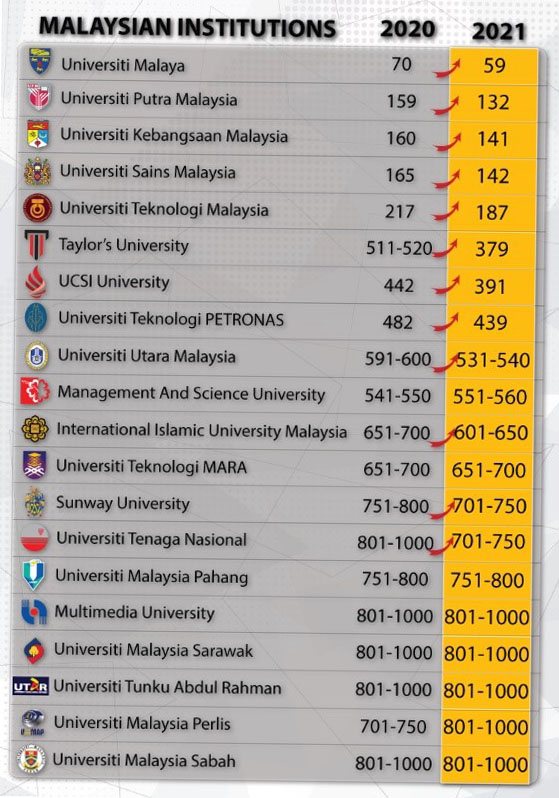 MALAYSIAN INSTITUTIONS 2020 2021
Universiti Malaya 70 59
Universiti Putra Malaysia 159 132
Universiti Kebangsaan Malaysia 160 141
Universiti Sains Malaysia 165 142
Universiti Teknologi Malaysia 217 187
Taylor's University 511-520 379
UCSI University 442 391
Universiti Teknologi PETRONAS 482 439
Universiti Utara Malaysia 591-600 531-540
Management And Science University 541-550 551-560
International Islamic University Malaysia 651-700 601-650
Universiti Teknologi MARA 651-700 651-700
Sunway University 751-800 701-750
Universiti Tenaga Nasional 801-1000 701-750
Universiti Malaysia Pahang 751-800 751-800
Multimedia University 801-1000 801-1000
Universiti Malaysia Sarawak 801-1000 801-1000
UTAR Universiti Tunku Abdul Rahman 801-1000 801-1000
Universiti Malaysia Perlis 701-750 801-1000
Universiti Malaysia Sabah 801-1000 801-1000